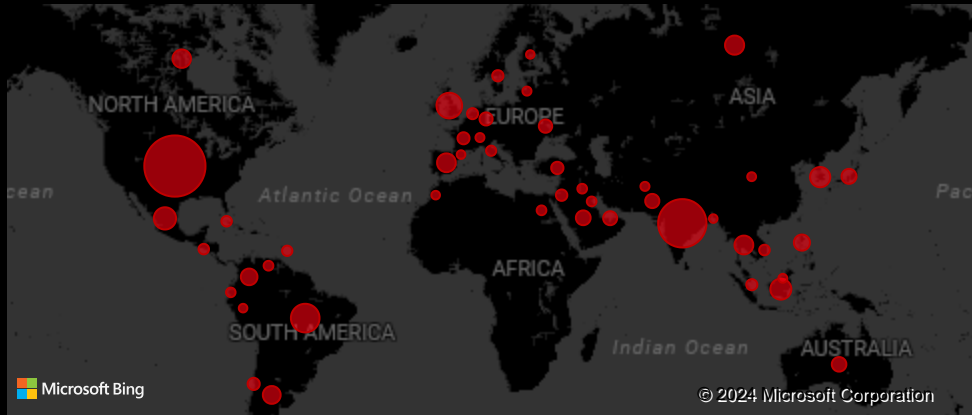 ASIA
NORTH AMERICA
EUROPE
cean
Atlantic Ocean
Pac
AFRICA
SOUTH AMERICA
Indian Ocean
AUSTRALIA
Microsoft Bing
© 2024 Microsoft Corporation